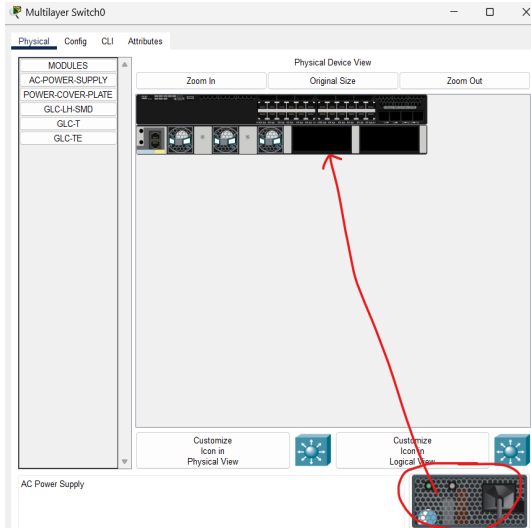 Multilayer Switch0
Physical Config CLI Attributes
MODULES
AC-POWER-SUPPLY
POWER-COVER-PLATE
GLC-LH-SMD
GLC-T
GLC-TE
Physical Device View
Zoom In Original Size Zoom Out
Customize
Icon in
Physical View
Customize
Icon in
Logical View
AC Power Supply